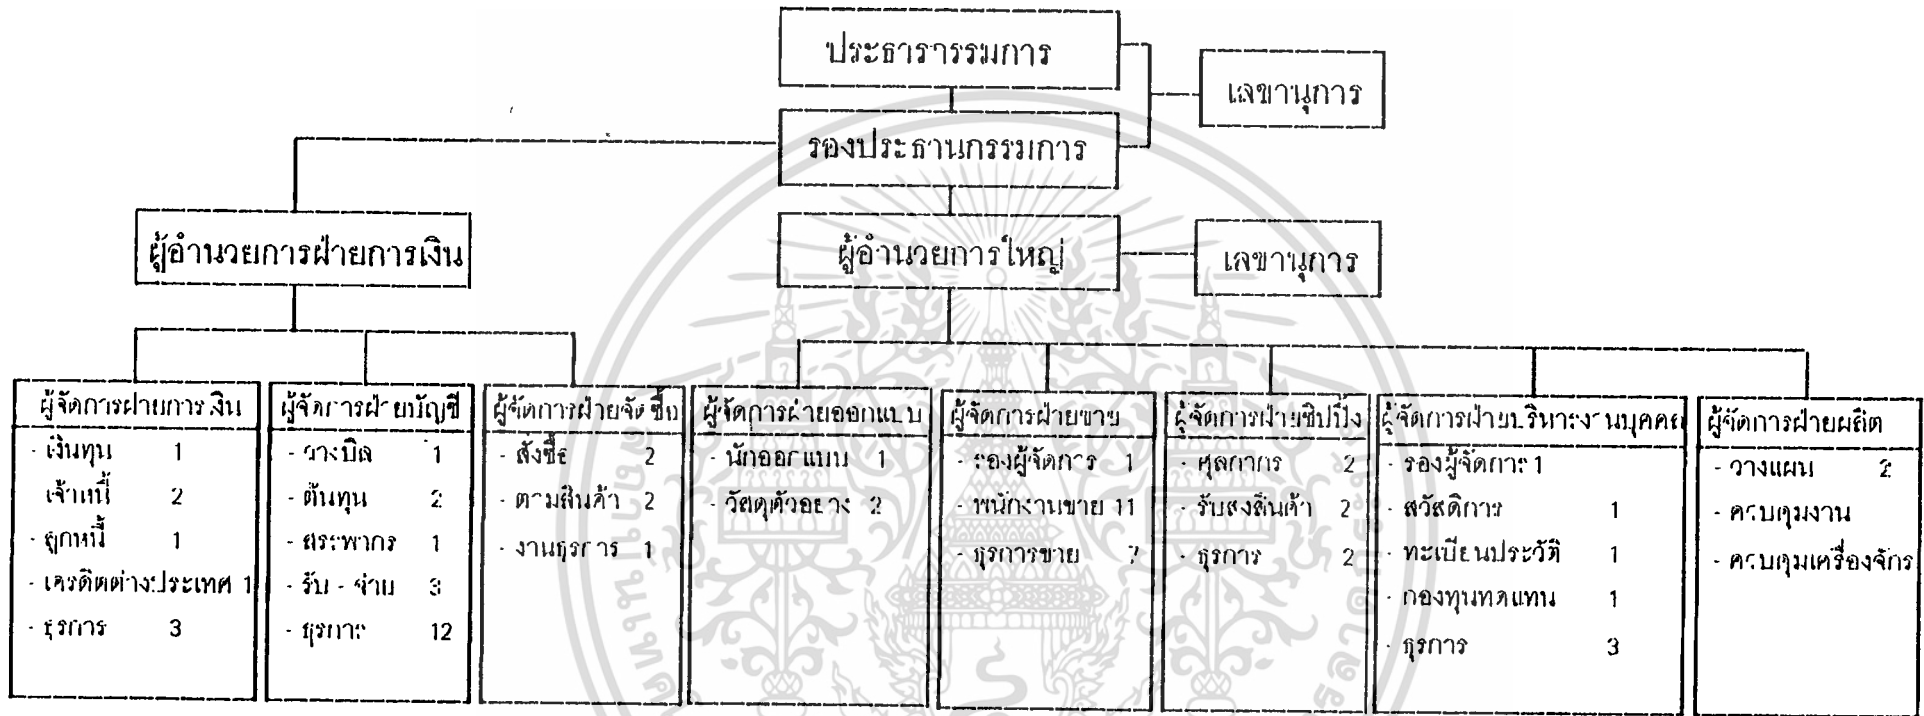 ประธารารรมการ
เลขานุการ
รองประธานกรรมการ
ผู้อำนวยการฝ่ายการเงิน
ผู้อำนวยการใหญ่
เลขานุการ
ผู้จัดการฝ่ายการเงิน
- เงินทุน 1
เจ้าหนี้ 2
- ลูกหนี้ 1
- เครดิตต่างประเทศ 1
- ธุรการ 3
ผู้จัดการฝ่ายบัญชี
- วางบิล 1
- ต้นทุน 2
- สรรพากร 1
- รับ - จ่าย 3
- ธุรการ 12
ผู้จัดการฝ่ายจัดซื้อ
- สั่งซื้อ 2
- ตามสินค้า 2
- งานธุรการ 1
ผู้จัดการฝ่ายออกแบบ
- นักออกแบบ 1
- วัสดุตัวอย่าง 2
ผู้จัดการฝ่ายขาย
- รองผู้จัดการ 1
- พนักงานขาย 11
- ธุรการขาย
ผู้จัดการฝ่ายชิปปิ้ง
- ศุลกากร 2
- รับส่งสินค้า 2
- ธุรการ 2
ผู้จัดการฝ่ายบริหารงานบุคคล
- รองผู้จัดการ 1
- สวัสดิการ 1
- ทะเบียนประวัติ 1
- กองทุนทดแทน 1
- ธุรการ 3
ผู้จัดการฝ่ายผลิต
- วางแผน 2
- ควบคุมงาน
- ควบคุมเครื่องจักร